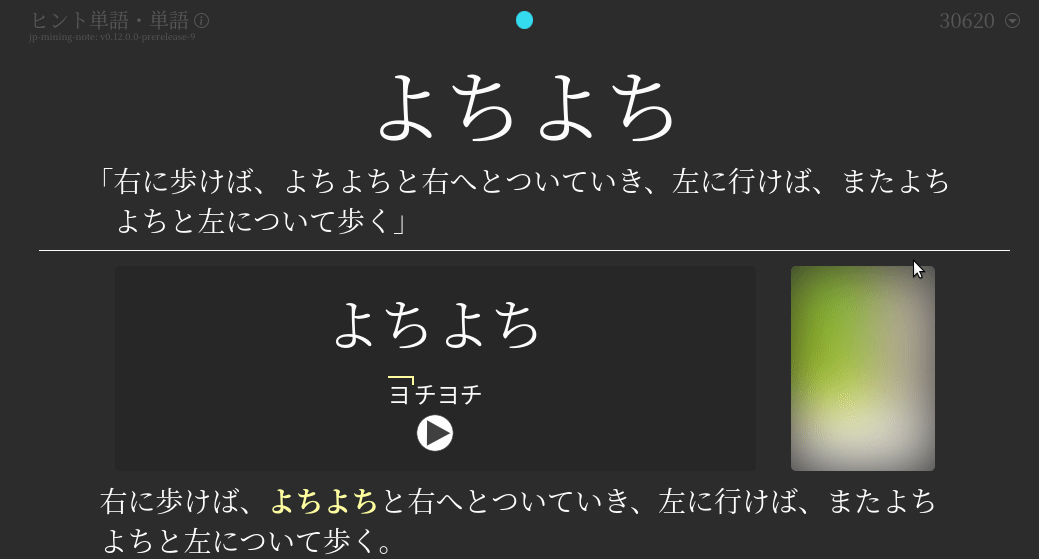 ヒント単語・単語
30620
jp-mining-note: v0.12.0.0-prerelease-9
よちよち
「右に歩けば、よちよちと右へとついていき、左に行けば、またよち
よちと左について歩く」
よちよち
ヨチヨチ
右に歩けば、よちよちと右へとついていき、左に行けば、またよち
よちと左について歩く。